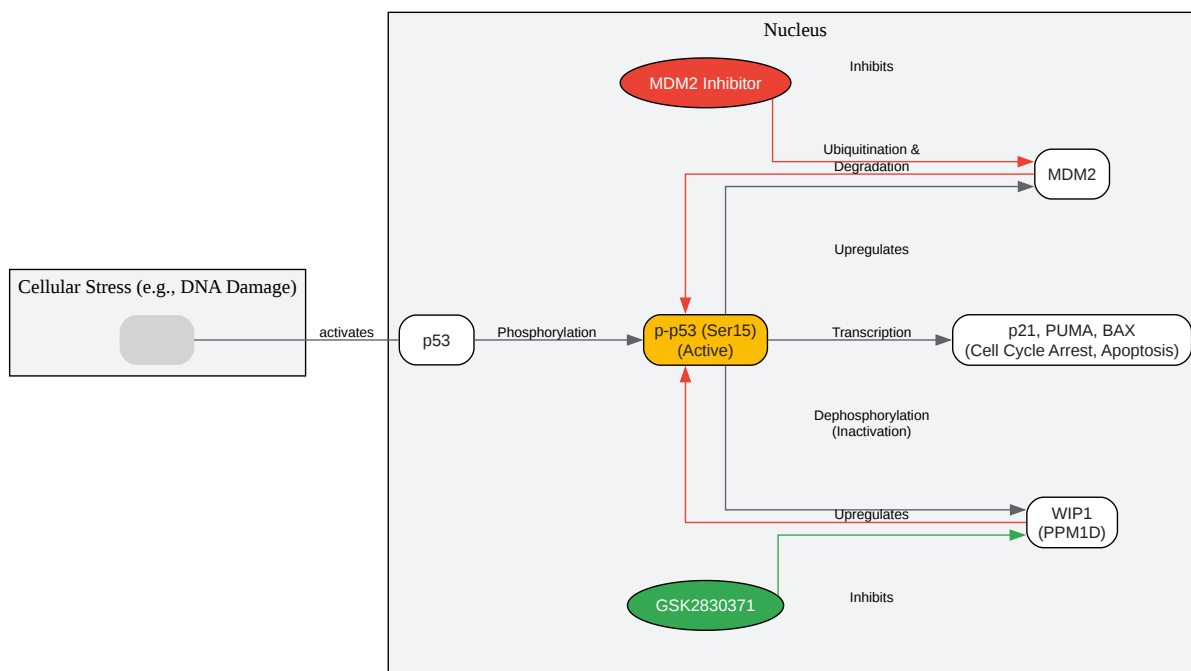 Nucleus
Inhibits
MDM2 Inhibitor
Ubiquitination &
Degradation
MDM2
Upregulates
Cellular Stress (e.g., DNA Damage)
activates
p53
Phosphorylation
p-p53 (Ser15)
(Active)
Transcription
p21, PUMA, BAX
(Cell Cycle Arrest, Apoptosis)
Dephosphorylation
(Inactivation)
Upregulates
WIP1
(PPM1D)
GSK2830371
Inhibits